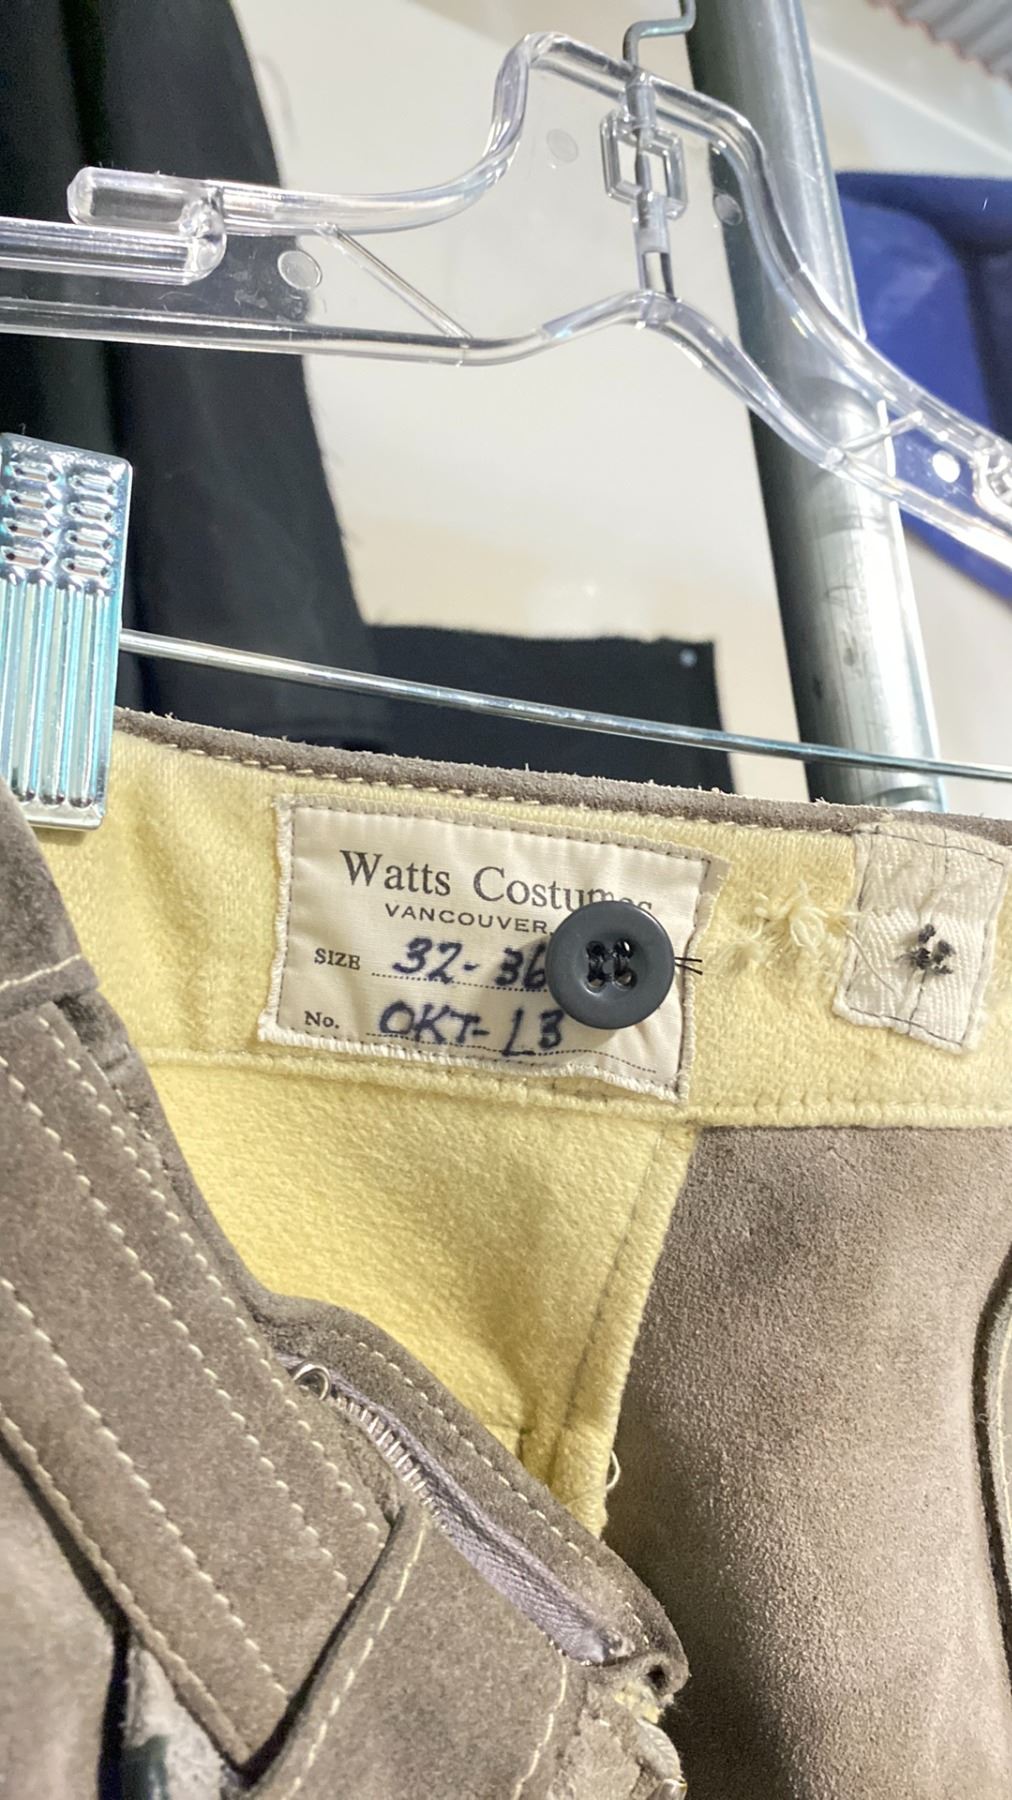 Watts Costumes
VANCOUVER,
SIZE 32-36
No. OKT-L3